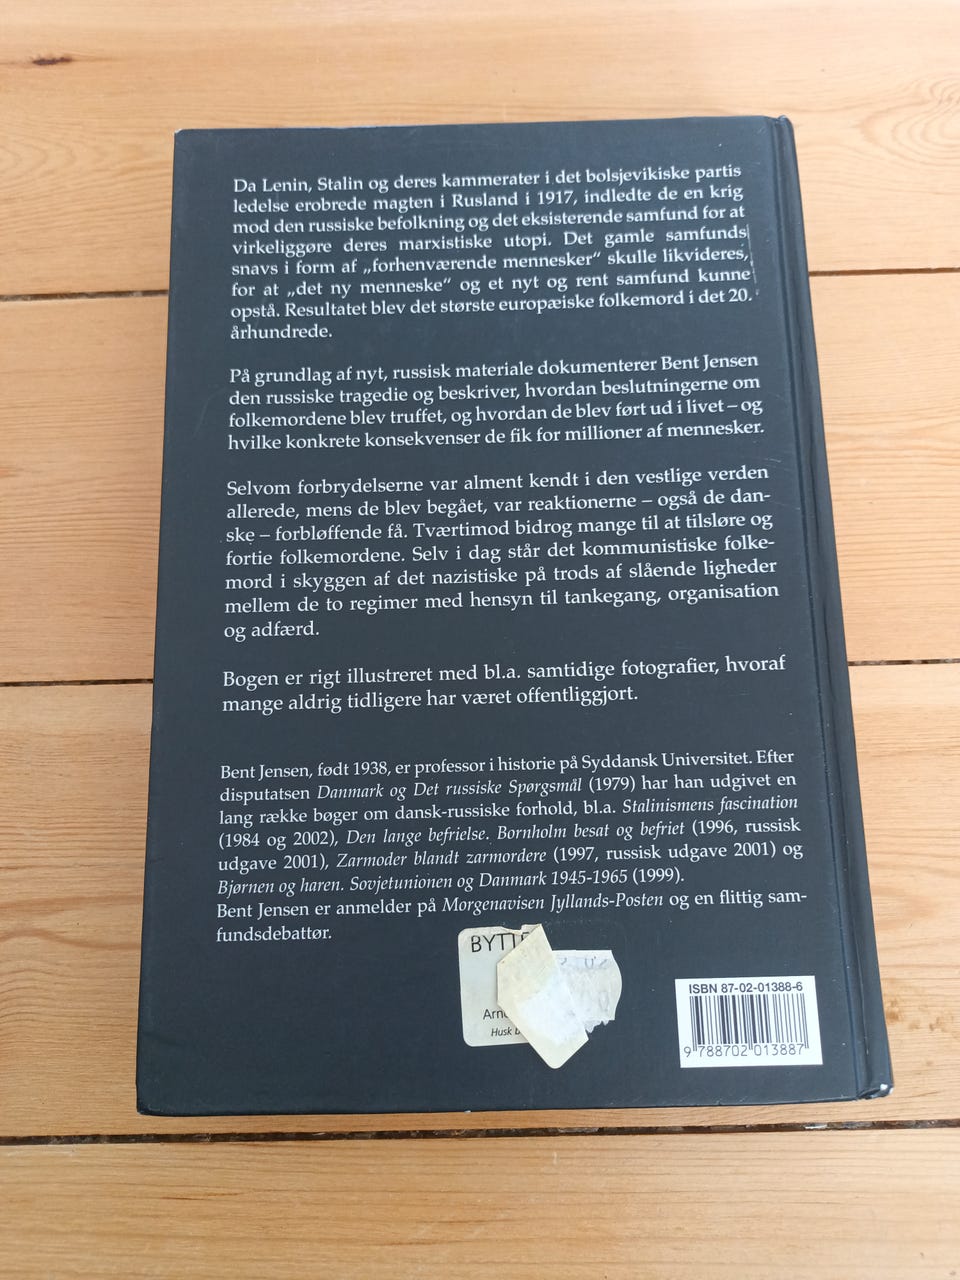 Da Lenin, Stalin og deres kammerater i det bolsjevikiske partis
ledelse erobrede magten i Rusland i 1917, indledte de en krig
mod den russiske befolkning og det eksisterende samfund for at
virkeliggøre deres marxistiske utopi. Det gamle samfunds
snavs i form af „forhenværende mennesker“ skulle likvideres,
for at „det ny menneske“ og et nyt og rent samfund kunne
opstå. Resultatet blev det største europæiske folkemord i det 20.
århundrede.
På grundlag af nyt, russisk materiale dokumenterer Bent Jensen
den russiske tragedie og beskriver, hvordan beslutningerne om
folkemordene blev truffet, og hvordan de blev ført ud i livet – og
hvilke konkrete konsekvenser de fik for millioner af mennesker.
Selvom forbrydelserne var alment kendt i den vestlige verden
allerede, mens de blev begået, var reaktionerne – også de dan-
ske – forbløffende få. Tværtimod bidrog mange til at tilsløre og
fortie folkemordene. Selv i dag står det kommunistiske folke-
mord i skyggen af det nazistiske på trods af slående ligheder
mellem de to regimer med hensyn til tankegang, organisation
og adfærd.
Bogen er rigt illustreret med bl.a. samtidige fotografier, hvoraf
mange aldrig tidligere har været offentliggjort.
Bent Jensen, født 1938, er professor i historie på Syddansk Universitet. Efter
disputatsen Danmark og Det russiske Spørgsmål (1979) har han udgivet en
lang række bøger om dansk-russiske forhold, bl.a. Stalinismens fascination
(1984 og 2002), Den lange befrielse. Bornholm besat og befriet (1996, russisk
udgave 2001), Zarmoder blandt zarmordere (1997, russisk udgave 2001) og
Bjørnen og haren. Sovjetunionen og Danmark 1945-1965 (1999).
Bent Jensen er anmelder på Morgenavisen Jyllands-Posten og en flittig sam-
fundsdebattør.
Husk
ISBN 87-02-01388-6
9 788702 013887